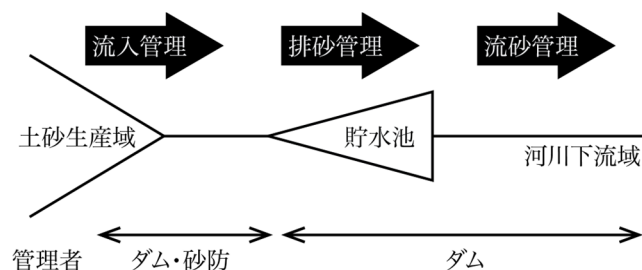 流入管理 排砂管理 流砂管理
土砂生産域 貯水池
河川下流域
管理者 ダム・砂防 ダム